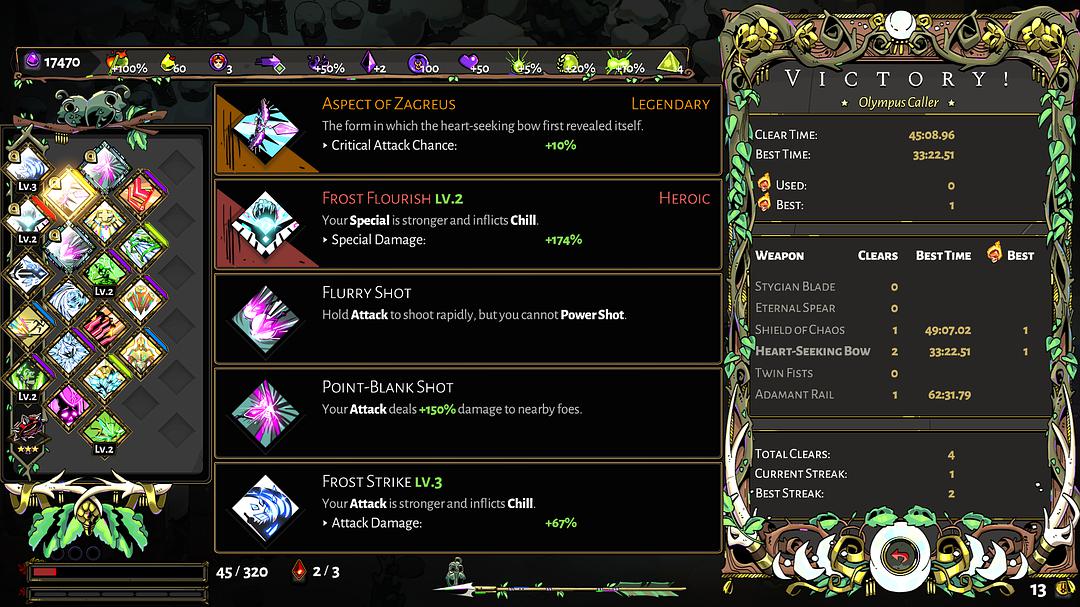 17470
+100%
60
3
+50%
+2
100
+50
+5%
+20%
+10%
4
Lv.3
Lv.2
Lv.2
Lv.2
Lv.2
Aspect of Zagreus Legendary
The form in which the heart-seeking bow first revealed itself.
Critical Attack Chance: +10%
Frost Flourish Lv.2 Heroic
Your Special is stronger and inflicts Chill.
Special Damage: +174%
Flurry Shot
Hold Attack to shoot rapidly, but you cannot Power Shot.
Point-Blank Shot
Your Attack deals +150% damage to nearby foes.
Frost Strike Lv.3
Your Attack is stronger and inflicts Chill.
Attack Damage: +67%
45 / 320 2 / 3
VICTORY!
Olympus Caller
Clear Time: 45:08.96
Best Time: 33:22.51
Used: 0
Best: 1
Weapon Clears Best Time Best
Stygian Blade 0
Eternal Spear 0
Shield of Chaos 1 49:07.02 1
Heart-Seeking Bow 2 33:22.51 1
Twin Fists 0
Adamant Rail 1 62:31.79
Total Clears: 4
Current Streak: 1
Best Streak: 2
13